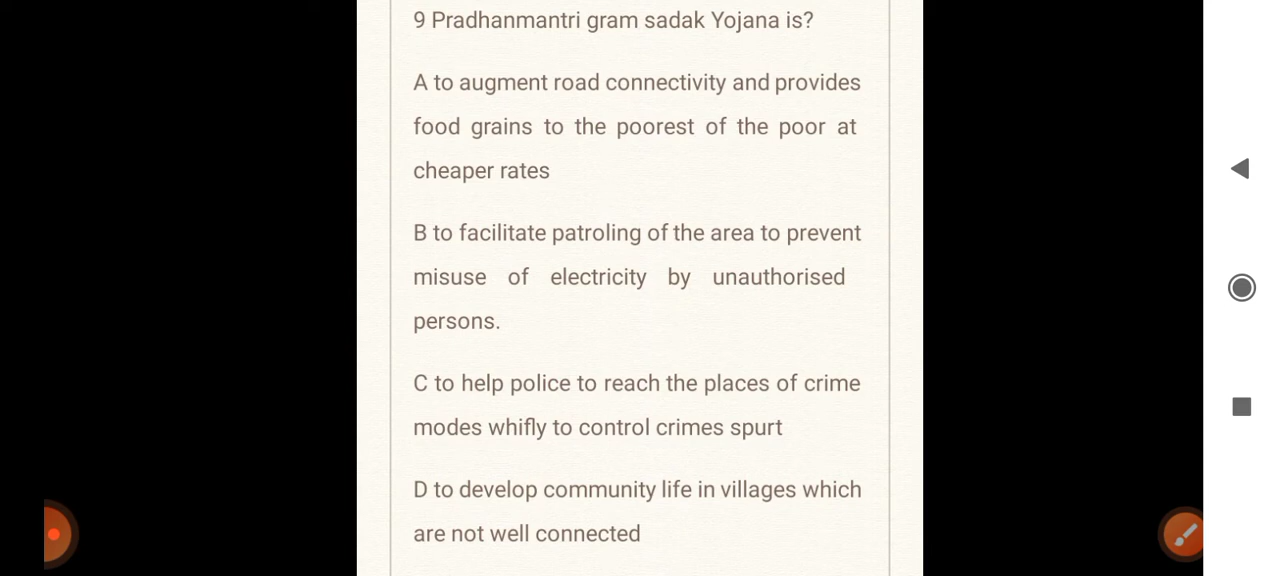 9 Pradhanmantri gram sadak Yojana is?
A to augment road connectivity and provides
food grains to the poorest of the poor at
cheaper rates
B to facilitate patroling of the area to prevent
misuse of electricity by unauthorised
persons.
C to help police to reach the places of crime
modes whifly to control crimes spurt
D to develop community life in villages which
are not well connected